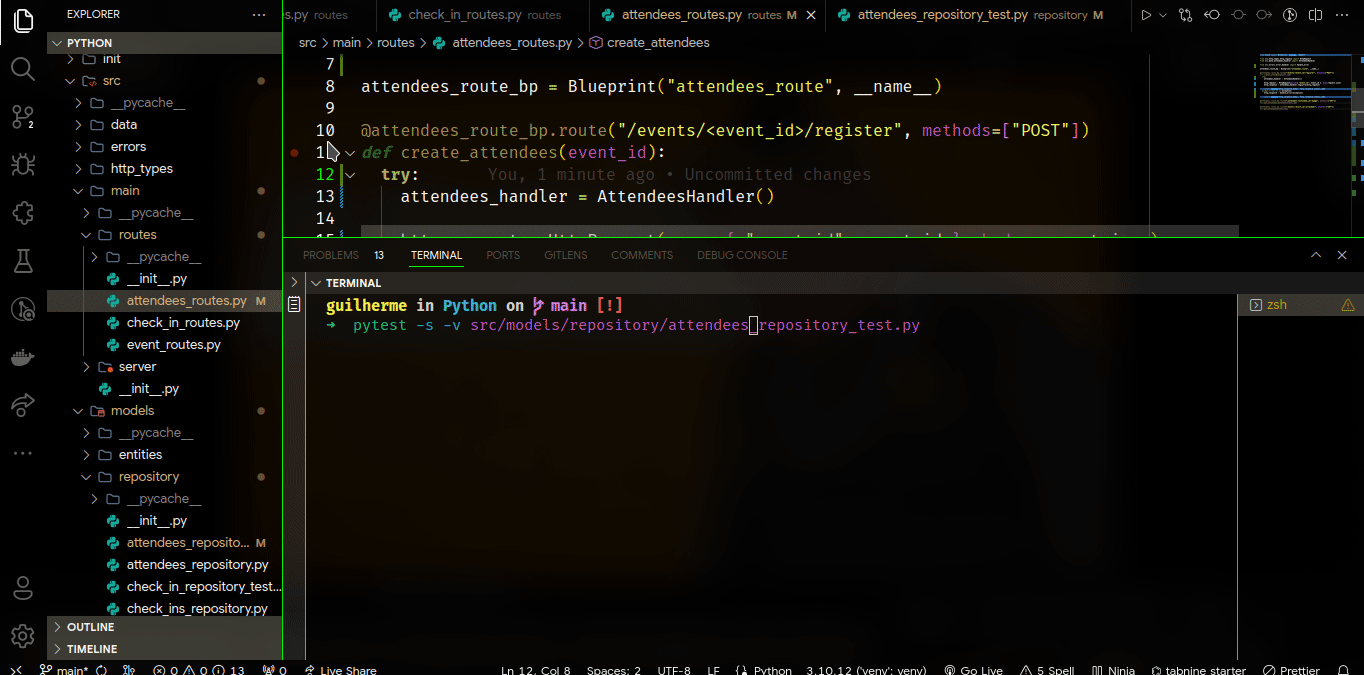 EXPLORER
PYTHON
init
src
__pycache__
data
errors
http_types
main
__pycache__
routes
__pycache__
__init__.py
attendees_routes.py M
check_in_routes.py
event_routes.py
server
__init__.py
models
__pycache__
entities
repository
__pycache__
__init__.py
attendees_reposito... M
attendees_repository.py
check_in_repository_test...
check_ins_repository.py
OUTLINE
TIMELINE
2
es.py routes
check_in_routes.py routes
attendees_routes.py routes M
attendees_repository_test.py repository M
src > main > routes > attendees_routes.py > create_attendees
7
8 attendees_route_bp = Blueprint("attendees_route", __name__)
9
10 @attendees_route_bp.route("/events/<event_id>/register", methods=["POST"])
def create_attendees(event_id):
12 try: You, 1 minute ago • Uncommitted changes
13 attendees_handler = AttendeesHandler()
14
PROBLEMS 13 TERMINAL PORTS GITLENS COMMENTS DEBUG CONSOLE
TERMINAL
guilherme in Python on main [!]
➜ pytest -s -v src/models/repository/attendees_repository_test.py
zsh
main* 0 0 13 0 Live Share Ln 12, Col 8 Spaces: 2 UTF-8 LF Python 3.10.12 ('venv': venv) Go Live 5 Spell Ninja tabnine starter Prettier